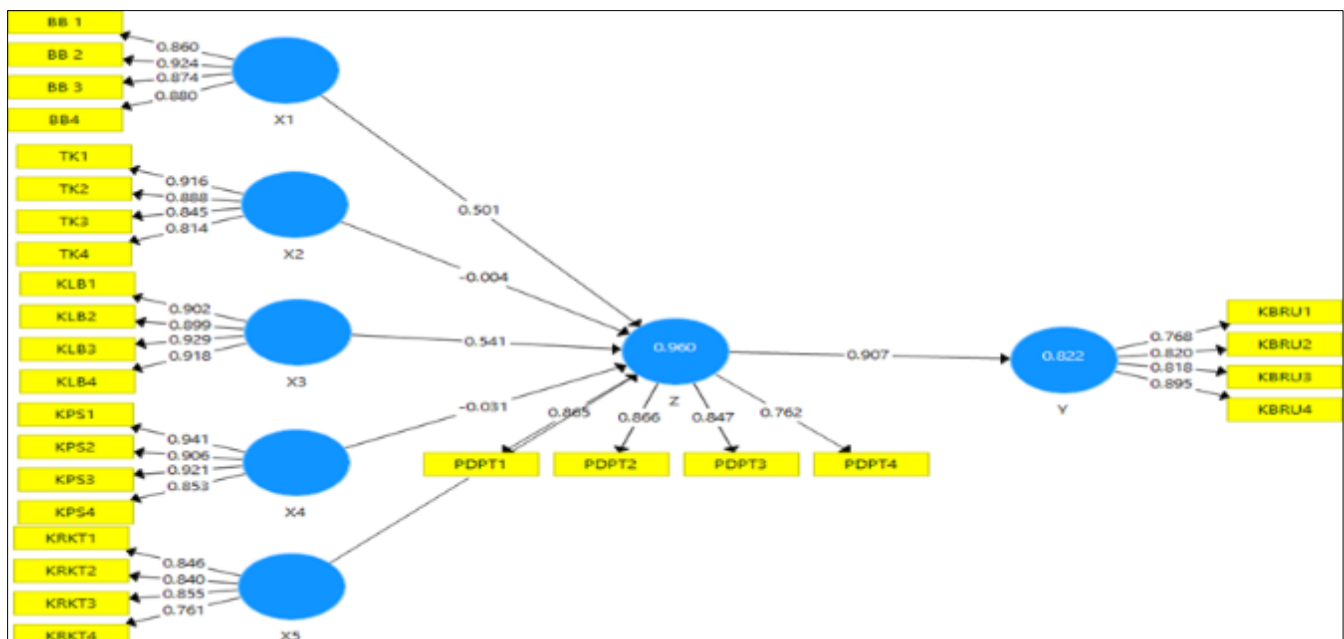 BB 1
BB 2
BB 3
BB4
0.860
0.924
0.874
0.880
X1
TK1
TK2
TK3
TK4
0.916
0.888
0.845
0.814
X2
KLB1
KLB2
KLB3
KLB4
0.902
0.899
0.929
0.918
X3
KPS1
KPS2
KPS3
KPS4
0.941
0.906
0.921
0.853
X4
KRKT1
KRKT2
KRKT3
KRKT4
0.846
0.840
0.855
0.761
X5
0.501
-0.004
0.541
-0.031
0.960
Z
0.865
0.866
0.847
0.762
PDPT1
PDPT2
PDPT3
PDPT4
0.907
0.822
Y
0.768
0.820
0.818
0.895
KBRU1
KBRU2
KBRU3
KBRU4